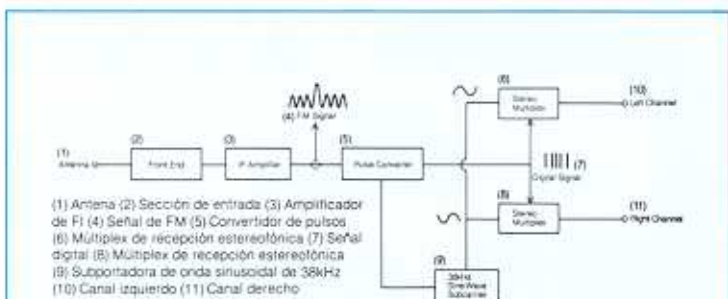 (1)
Antenna
(2)
Front End
(3)
IF Amplifier
(4) FM Signal
(5)
Pulse Converter
(6)
Stereo
Multiplex
(10)
Left Channel
(7)
Digital Signal
(8)
Stereo
Multiplex
(11)
Right Channel
(9)
38kHz
Sine Wave
Subcarrier
(1) Antena (2) Sección de entrada (3) Amplificador
de FI (4) Señal de FM (5) Convertidor de pulsos
(6) Múltiplex de recepción estereofónica (7) Señal
digital (8) Múltiplex de recepción estereofónica
(9) Subportadora de onda sinusoidal de 38kHz
(10) Canal izquierdo (11) Canal derecho